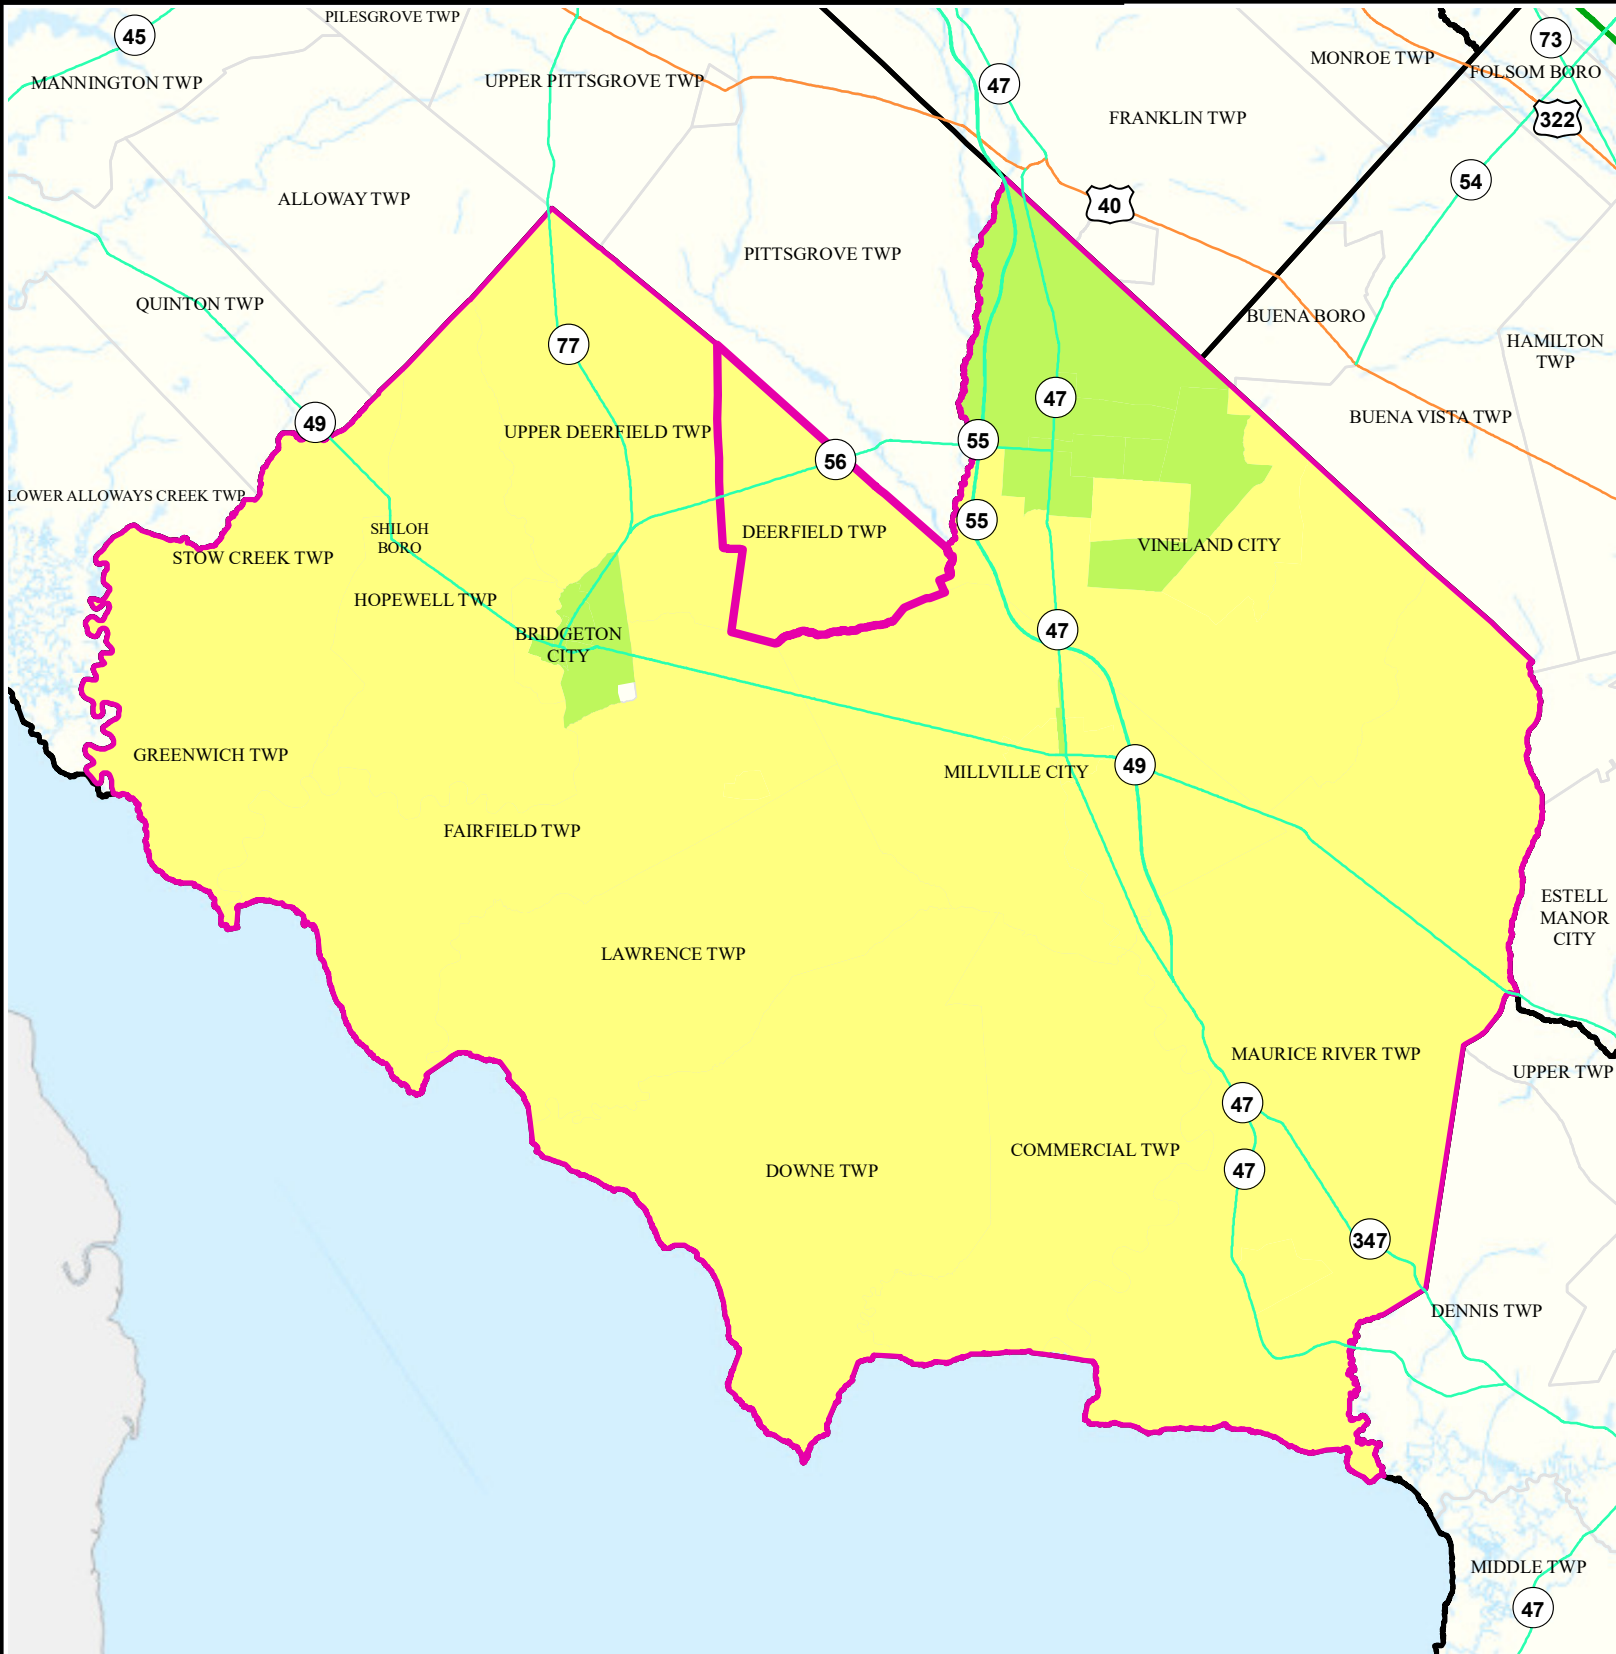 PILESGROVE TWP
45
MANNINGTON TWP
UPPER PITTSGROVE TWP
47
MONROE TWP
73
FOLSOM BORO
FRANKLIN TWP
322
54
ALLOWAY TWP
40
PITTSGROVE TWP
QUINTON TWP
BUENA BORO
HAMILTON
TWP
77
47
49
BUENA VISTA TWP
UPPER DEERFIELD TWP
55
56
LOWER ALLOWAYS CREEK TWP
55
SHILOH
BORO
DEERFIELD TWP
STOW CREEK TWP
VINELAND CITY
HOPEWELL TWP
BRIDGETON
CITY
47
GREENWICH TWP
MILLVILLE CITY
49
FAIRFIELD TWP
ESTELL
MANOR
CITY
LAWRENCE TWP
MAURICE RIVER TWP
UPPER TWP
47
COMMERCIAL TWP
DOWNE TWP
47
347
DENNIS TWP
MIDDLE TWP
47